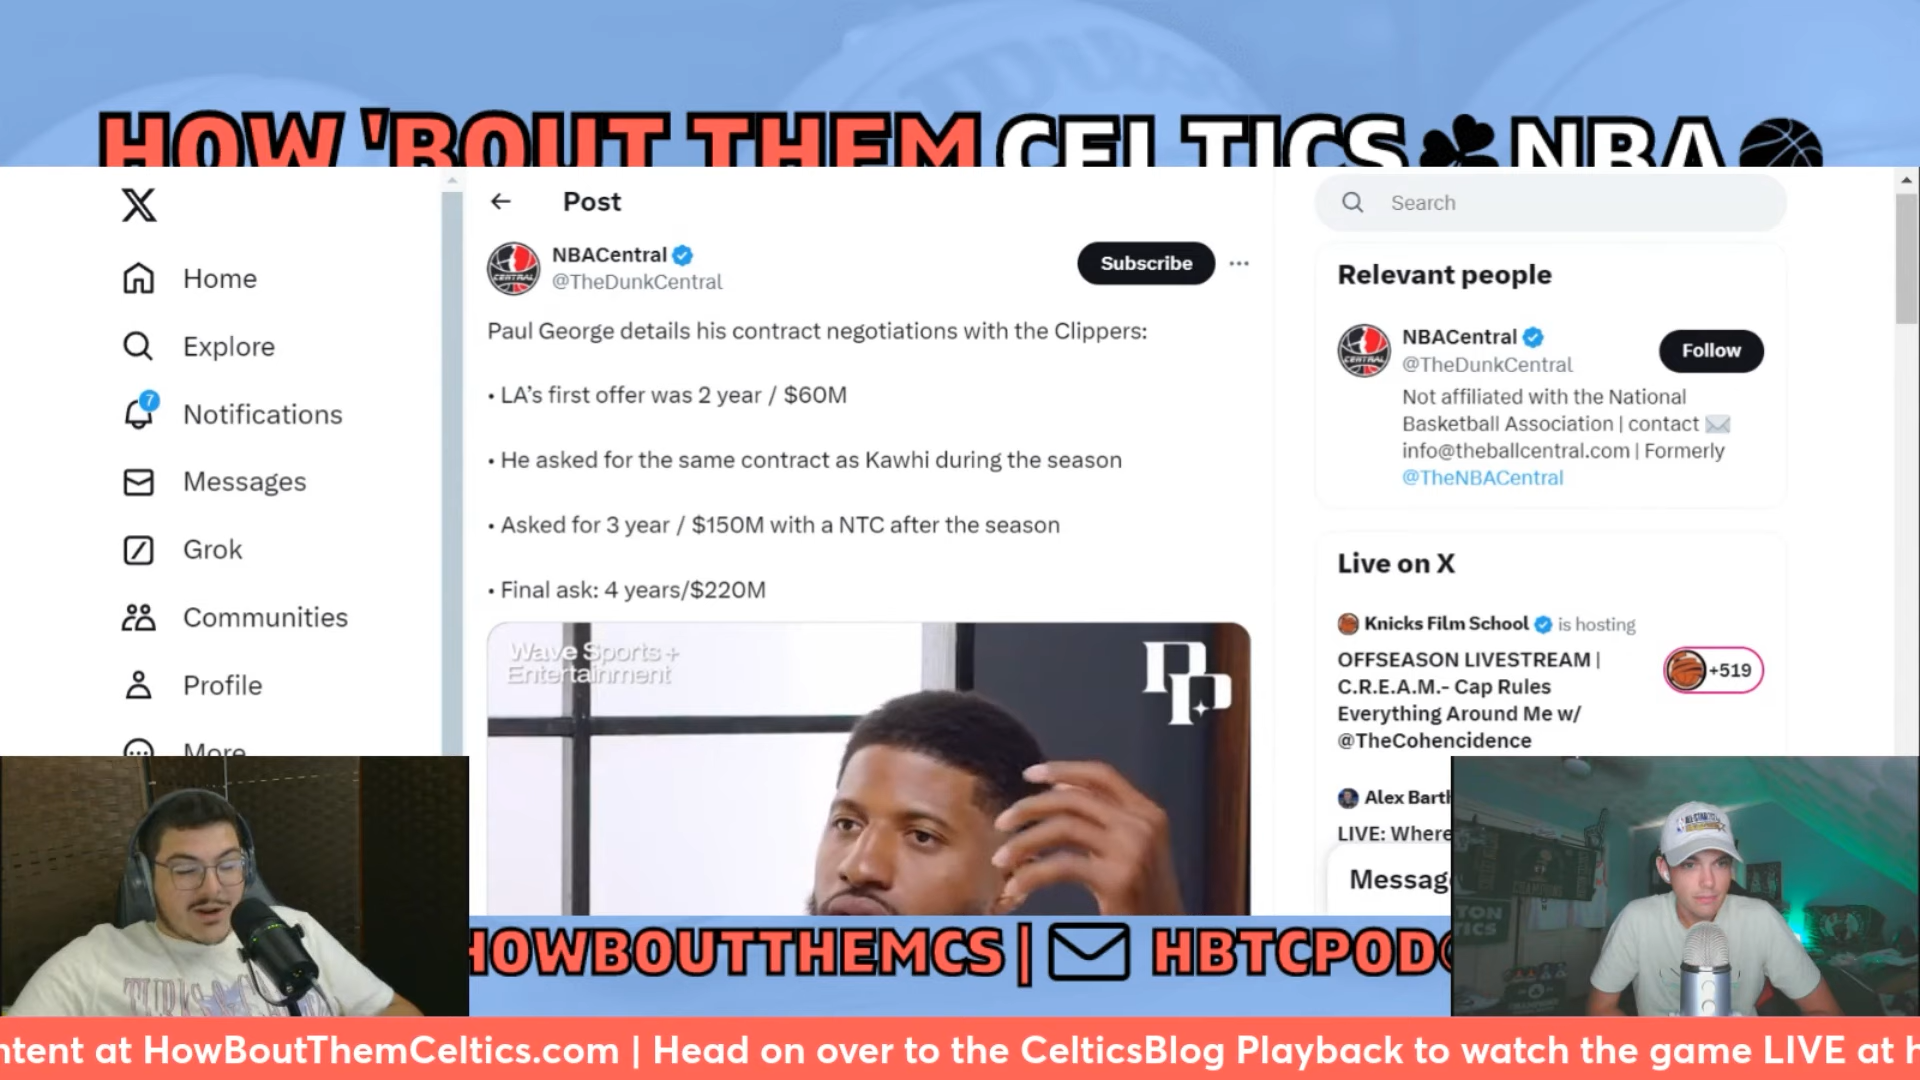 HOW 'BOUT THEM CELTICS NBA
Post
Search
NBACentral
@TheDunkCentral
Subscribe
Home
Explore
7
Notifications
Messages
Grok
Communities
Profile
More
Paul George details his contract negotiations with the Clippers:
• LA’s first offer was 2 year / $60M
• He asked for the same contract as Kawhi during the season
• Asked for 3 year / $150M with a NTC after the season
• Final ask: 4 years/$220M
Wave Sports +
Entertainment
PP
Relevant people
NBACentral
@TheDunkCentral
Follow
Not affiliated with the National
Basketball Association | contact
info@theballcentral.com | Formerly
@TheNBACentral
Live on X
Knicks Film School is hosting
OFFSEASON LIVESTREAM |
C.R.E.A.M.- Cap Rules
Everything Around Me w/
@TheCohencidence
+519
Alex Barth
LIVE: Where
Messag
HOWBOUTTHEMCS | HBTCPOD@
ntent at HowBoutThemCeltics.com | Head on over to the CelticsBlog Playback to watch the game LIVE at h